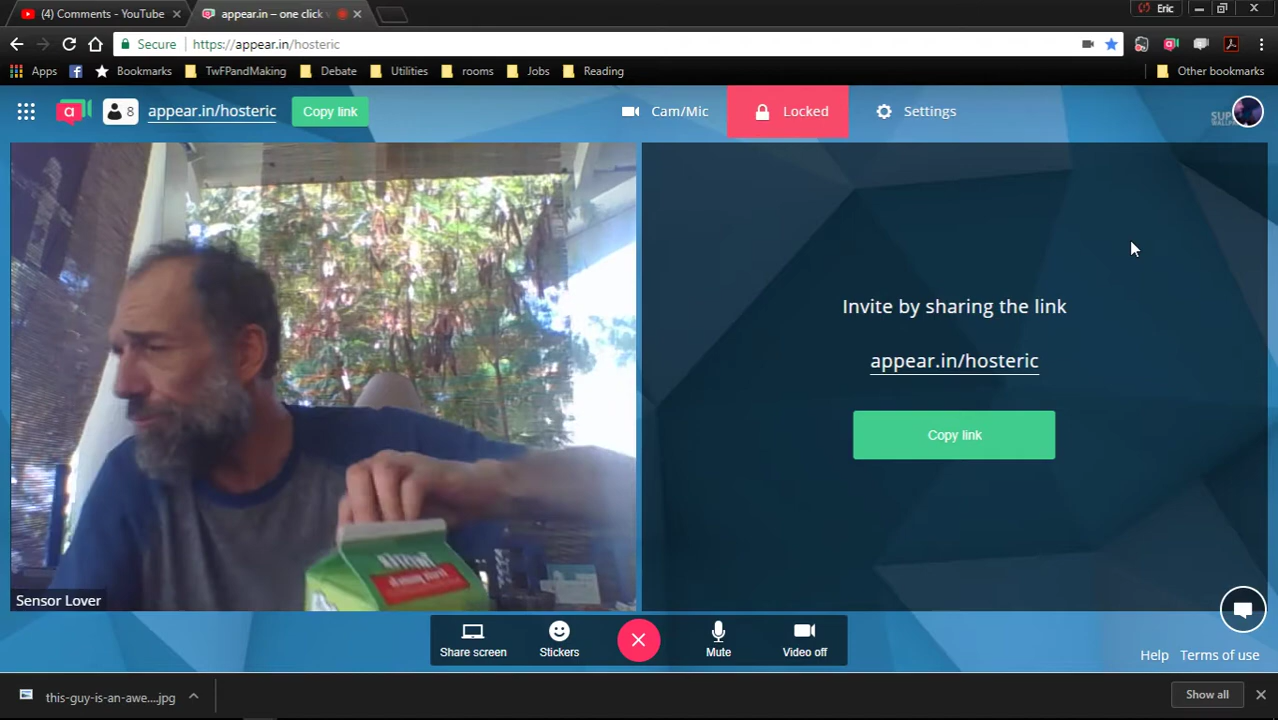 (4) Comments - YouTube
appear.in – one click v
Eric
Secure
https://appear.in/hosteric
Apps
Bookmarks
TwFPandMaking
Debate
Utilities
rooms
Jobs
Reading
Other bookmarks
a
8
appear.in/hosteric
Copy link
Cam/Mic
Locked
Settings
Invite by sharing the link
appear.in/hosteric
Copy link
Sensor Lover
Share screen
Stickers
Mute
Video off
Help
Terms of use
this-guy-is-an-awe....jpg
Show all